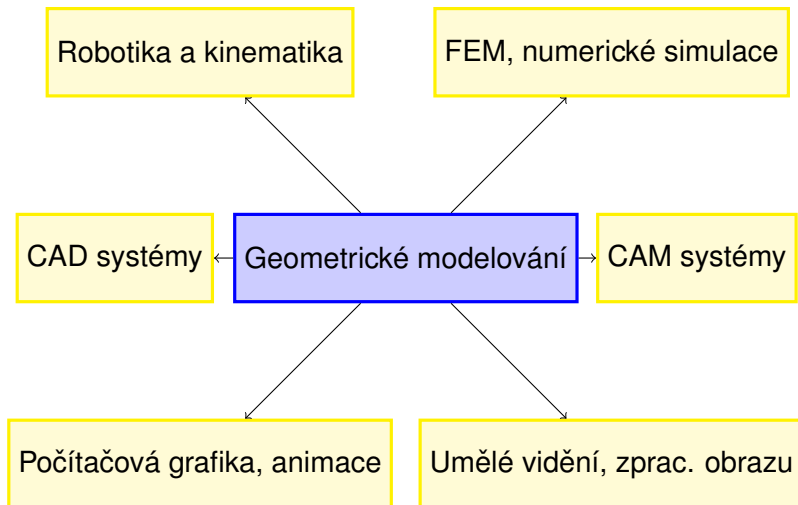 Robotika a kinematika
FEM, numerické simulace
CAD systémy
Geometrické modelování
CAM systémy
Počítačová grafika, animace
Umělé vidění, zprac. obrazu